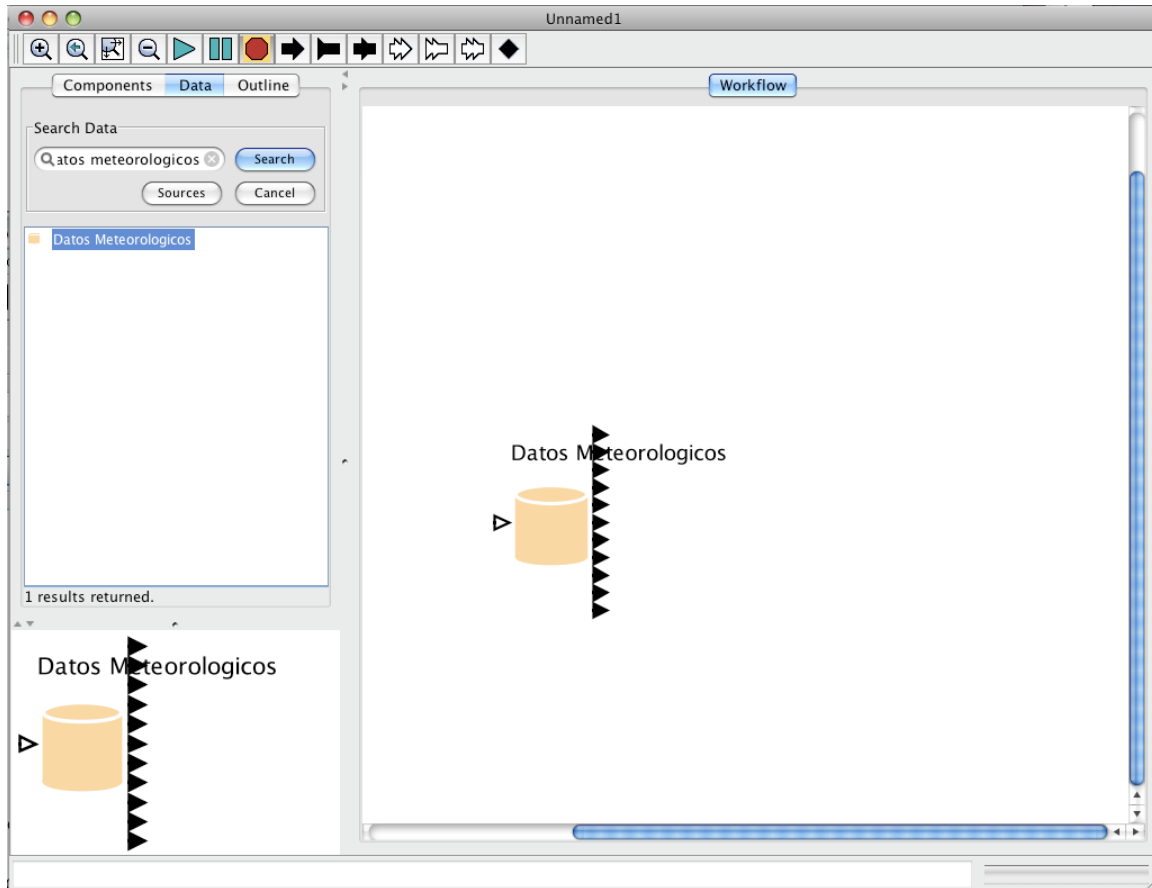 Unnamed1
Components Data Outline
Workflow
Search Data
atos meteorologicos
Search
Sources
Cancel
Datos Meteorologicos
1 results returned.
Datos Meteorologicos
Datos Meteorologicos